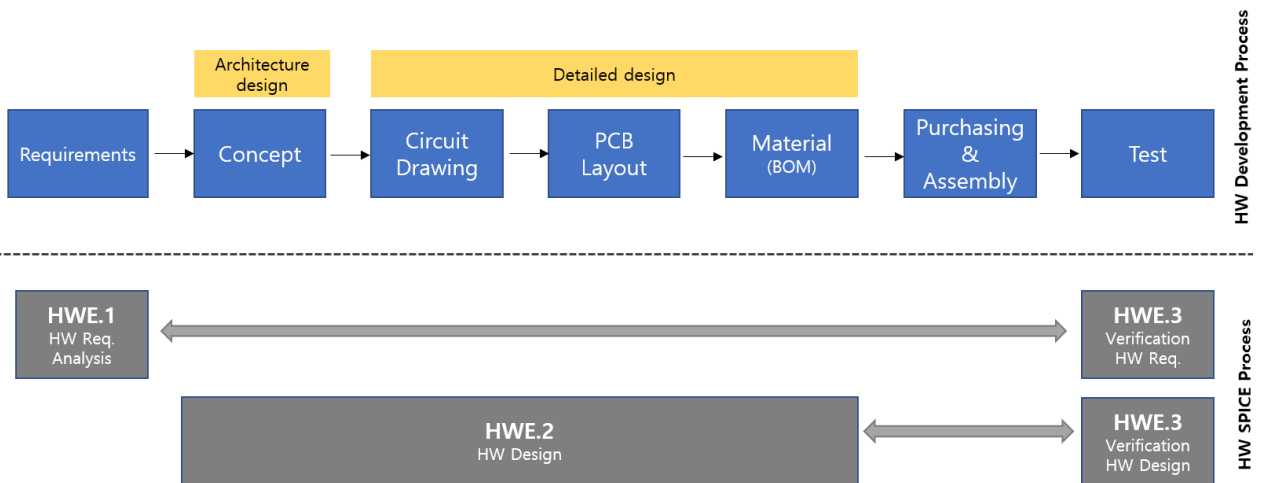 Architecture
design
Detailed design
Requirements
Concept
Circuit
Drawing
PCB
Layout
Material
(BOM)
Purchasing
&
Assembly
Test
HW Development Process
HWE.1
HW Req.
Analysis
HWE.3
Verification
HW Req.
HWE.2
HW Design
HWE.3
Verification
HW Design
HW SPICE Process